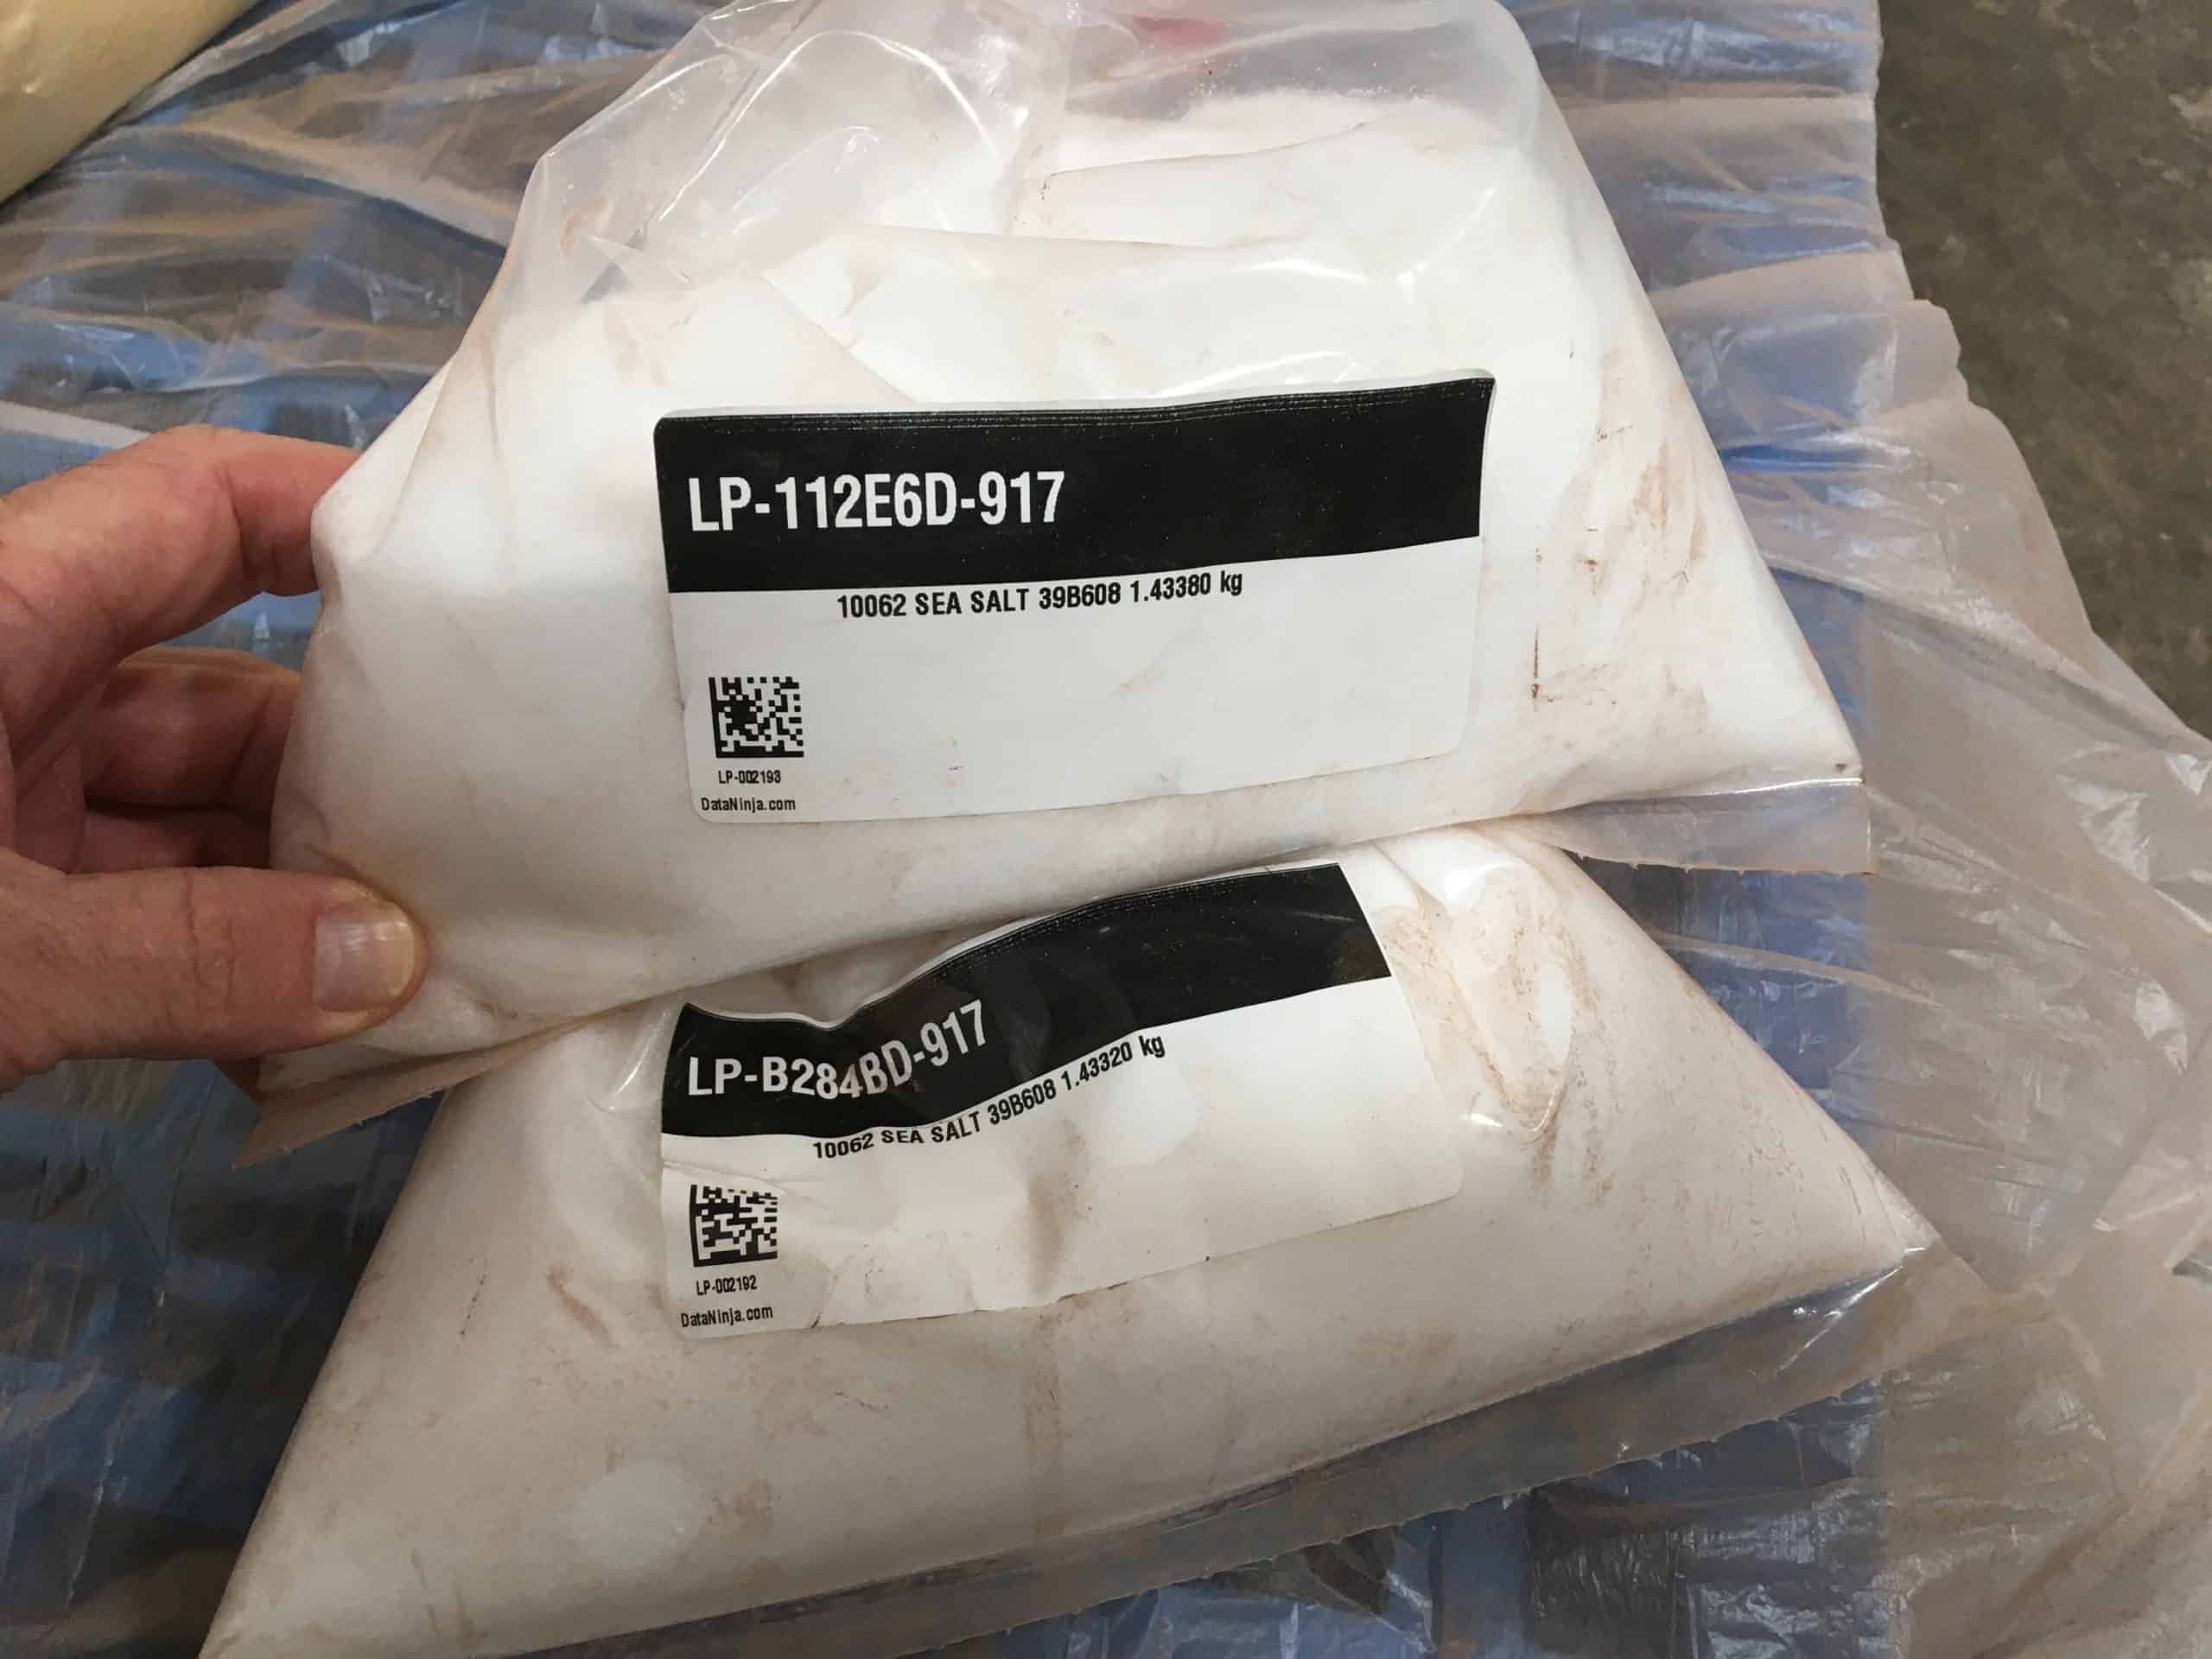 LP-112E6D-917
10062 SEA SALT 39B608 1.43380 kg
LP-002193
DataNinja.com
LP-B284BD-917
10062 SEA SALT 39B608 1.43320 kg
LP-002192
DataNinja.com